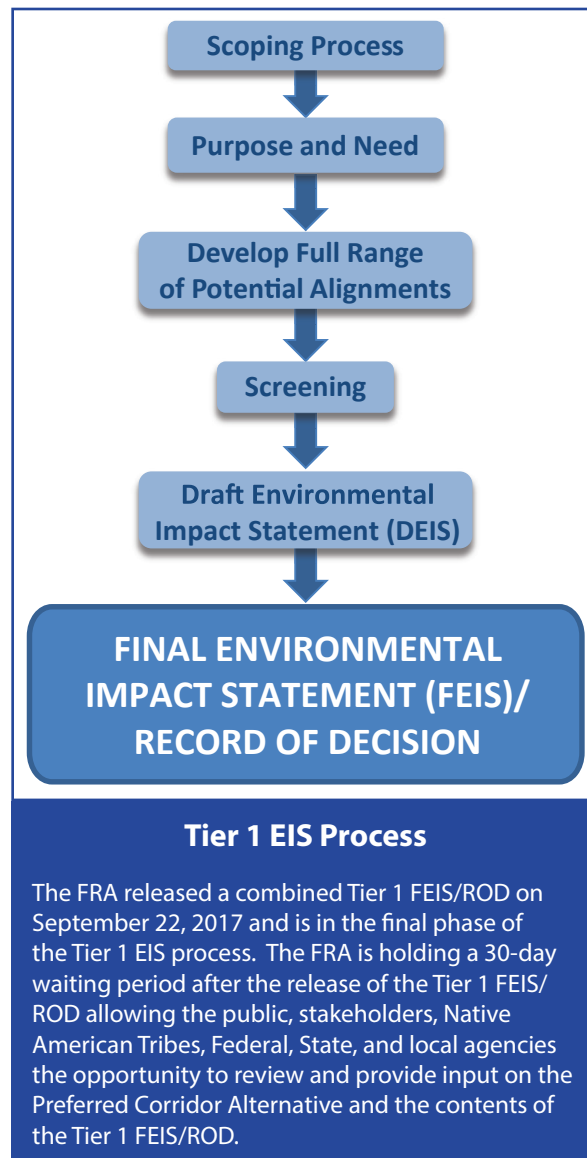 Scoping Process
Purpose and Need
Develop Full Range
of Potential Alignments
Screening
Draft Environmental
Impact Statement (DEIS)
FINAL ENVIRONMENTAL
IMPACT STATEMENT (FEIS)/
RECORD OF DECISION
Tier 1 EIS Process
The FRA released a combined Tier 1 FEIS/ROD on
September 22, 2017 and is in the final phase of
the Tier 1 EIS process.  The FRA is holding a 30-day
waiting period after the release of the Tier 1 FEIS/
ROD allowing the public, stakeholders, Native
American Tribes, Federal, State, and local agencies
the opportunity to review and provide input on the
Preferred Corridor Alternative and the contents of
the Tier 1 FEIS/ROD.